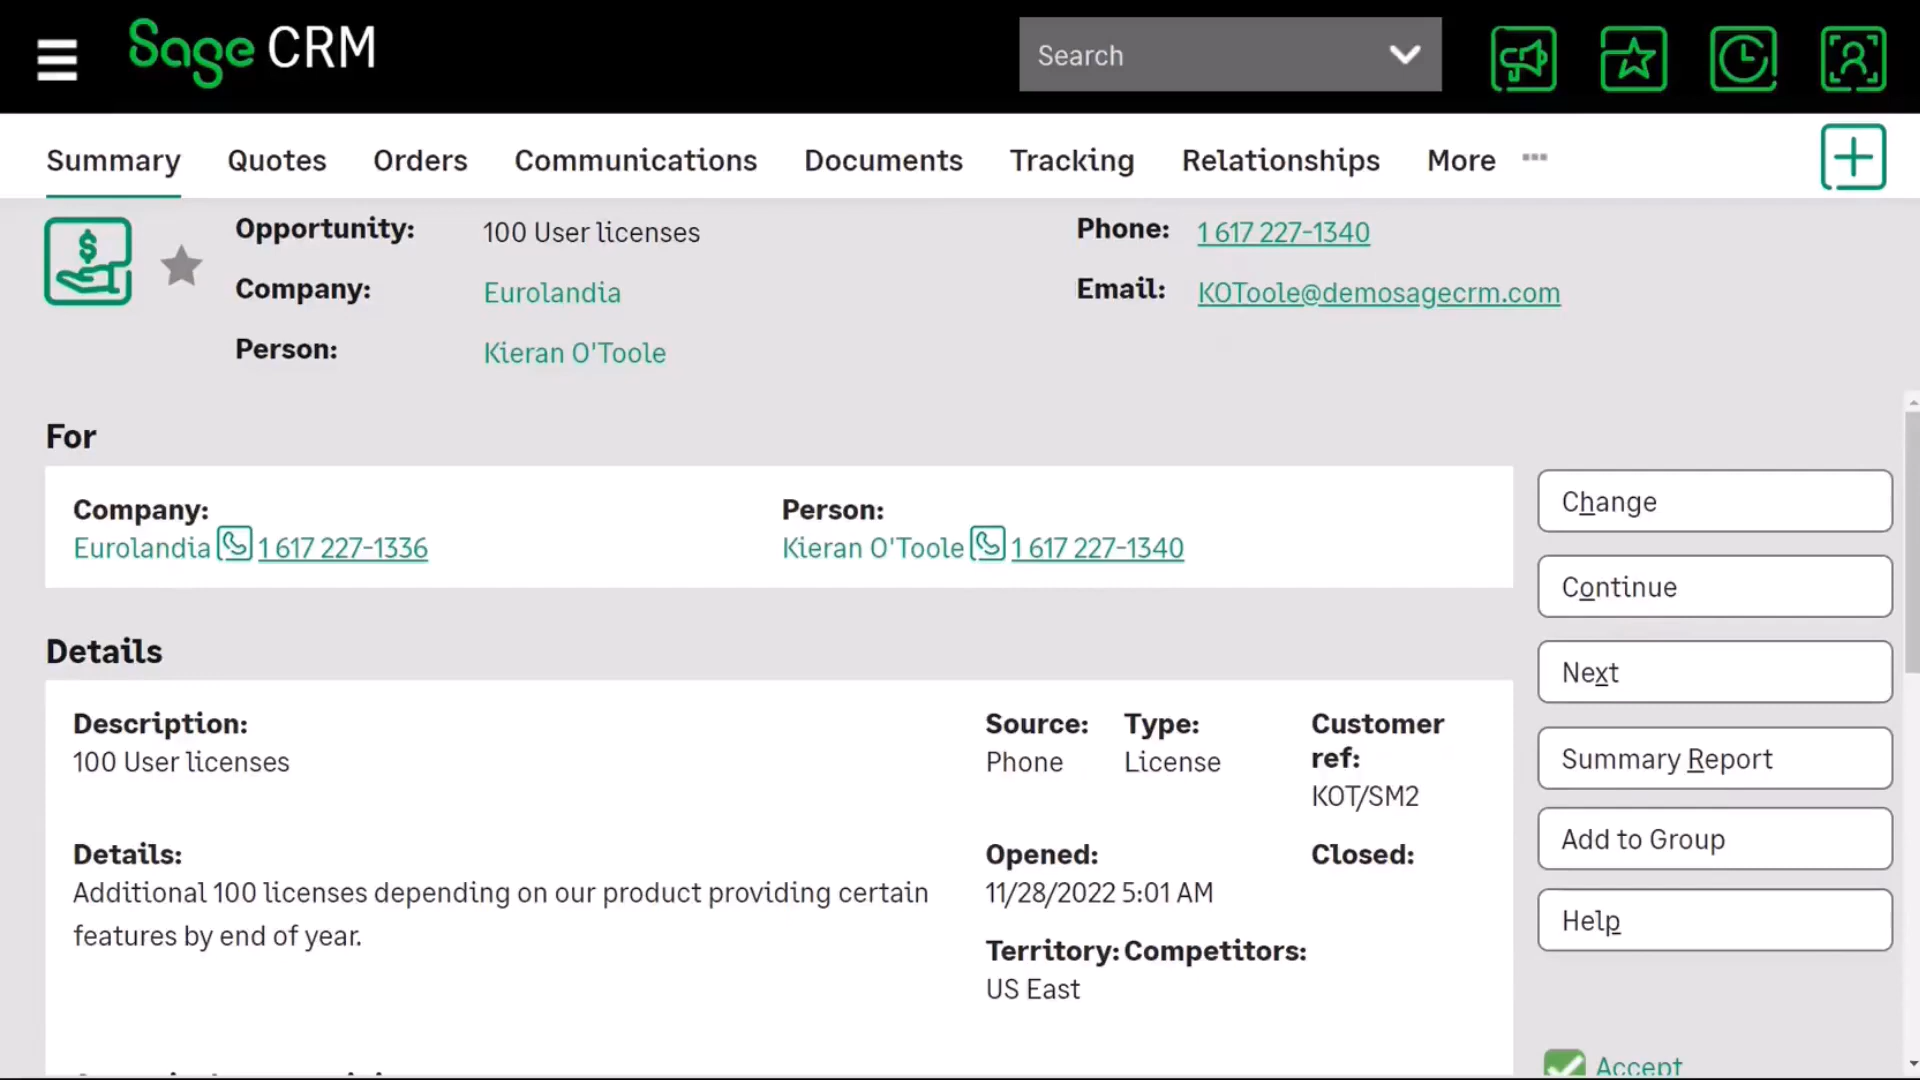 Sage CRM
Search
Summary Quotes Orders Communications Documents Tracking Relationships More
Opportunity: 100 User licenses
Phone: 1 617 227-1340
Company: Eurolandia
Email: KOToole@demosagecrm.com
Person: Kieran O'Toole
For
Company:
Eurolandia 1 617 227-1336
Person:
Kieran O'Toole 1 617 227-1340
Change
Continue
Next
Summary Report
Add to Group
Help
Accept
Details
Description:
100 User licenses
Source:
Phone
Type:
License
Customer
ref:
KOT/SM2
Details:
Additional 100 licenses depending on our product providing certain
features by end of year.
Opened:
11/28/2022 5:01 AM
Closed:
Territory: Competitors:
US East